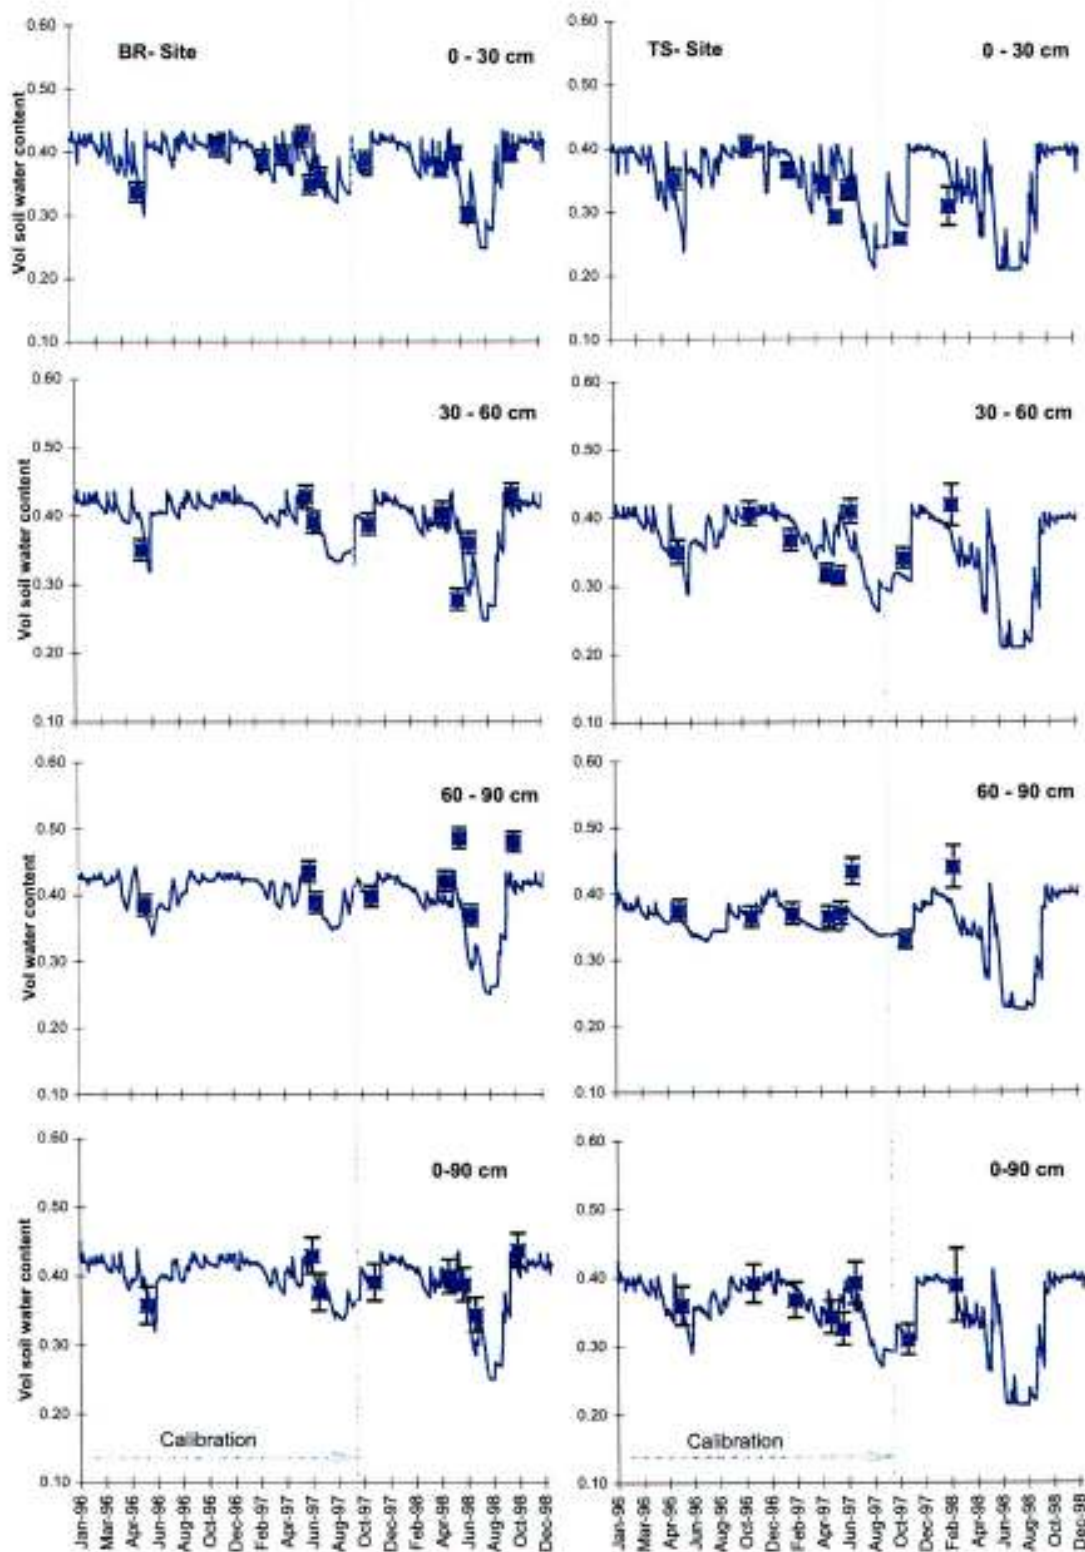 BR- Site
0 - 30 cm
Vol soil water content
0.60
0.50
0.40
0.30
0.20
0.10
TS- Site
0 - 30 cm
0.60
0.50
0.40
0.30
0.20
0.10
30 - 60 cm
Vol soil water content
0.60
0.50
0.40
0.30
0.20
0.10
30 - 60 cm
0.60
0.50
0.40
0.30
0.20
0.10
60 - 90 cm
Vol water content
0.60
0.50
0.40
0.30
0.20
0.10
60 - 90 cm
0.60
0.50
0.40
0.30
0.20
0.10
0-90 cm
Vol soil water content
0.60
0.50
0.40
0.30
0.20
0.10
Calibration
Jan-96
Mar-96
Apr-96
Jun-96
Aug-96
Oct-96
Dec-96
Feb-97
Apr-97
Jun-97
Aug-97
Oct-97
Dec-97
Feb-98
Apr-98
Jun-98
Aug-98
Oct-98
Dec-98
0-90 cm
0.60
0.50
0.40
0.30
0.20
0.10
Calibration
Jan-96
Mar-96
Apr-96
Jun-96
Aug-96
Oct-96
Dec-96
Feb-97
Apr-97
Jun-97
Aug-97
Oct-97
Dec-97
Feb-98
Apr-98
Jun-98
Aug-98
Oct-98
Dec-98